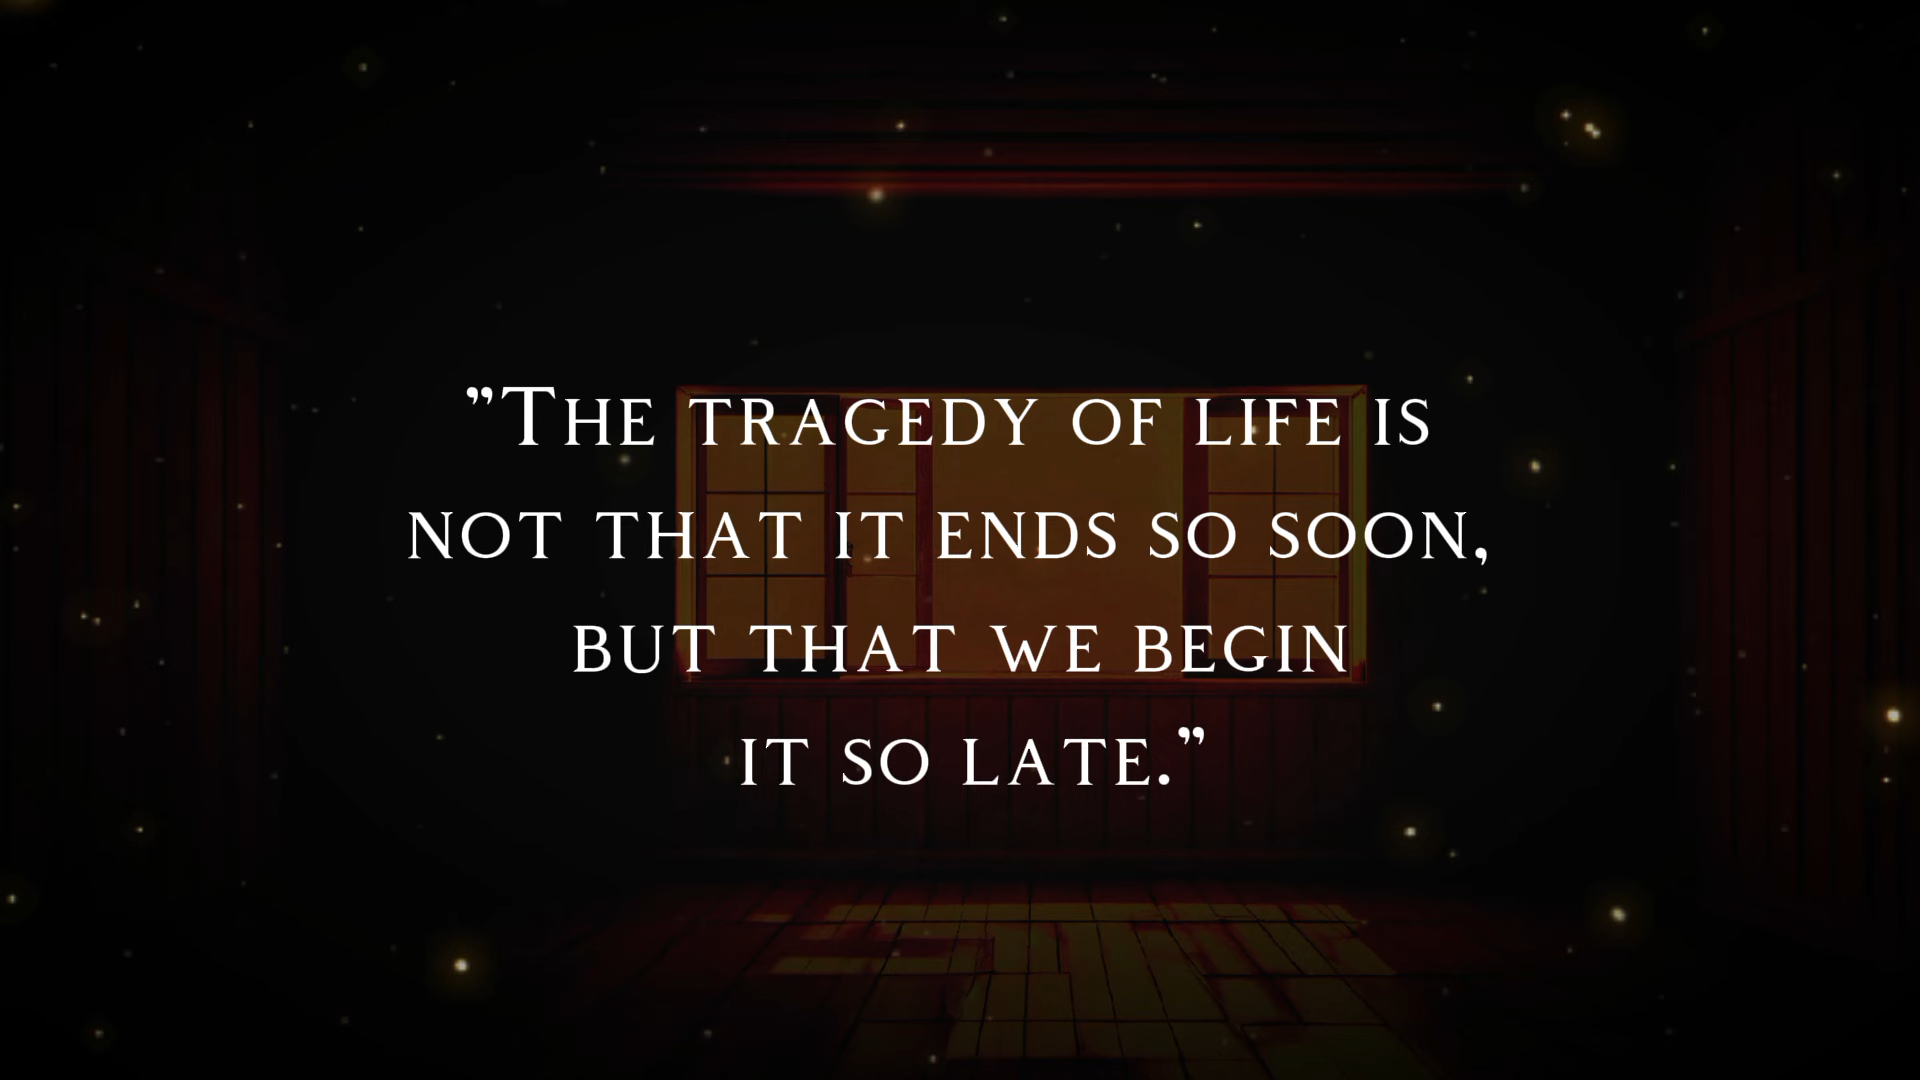 ”The tragedy of life is
not that it ends so soon,
but that we begin
it so late.”